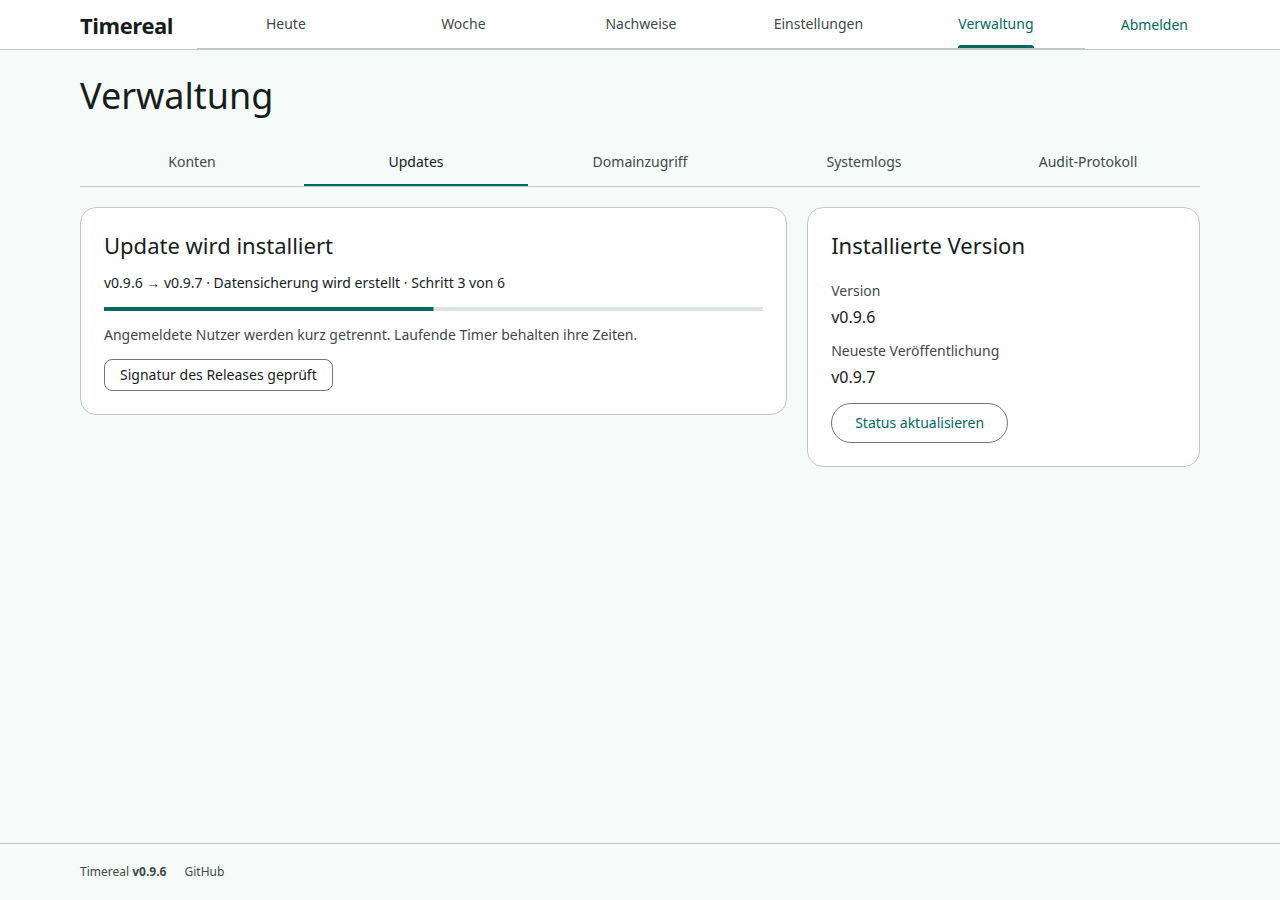 Timereal
Heute
Woche
Nachweise
Einstellungen
Verwaltung
Abmelden
Verwaltung
Konten
Updates
Domainzugriff
Systemlogs
Audit-Protokoll
Update wird installiert
v0.9.6 → v0.9.7 · Datensicherung wird erstellt · Schritt 3 von 6
Angemeldete Nutzer werden kurz getrennt. Laufende Timer behalten ihre Zeiten.
Signatur des Releases geprüft
Installierte Version
Version
v0.9.6
Neueste Veröffentlichung
v0.9.7
Status aktualisieren
Timereal v0.9.6 GitHub